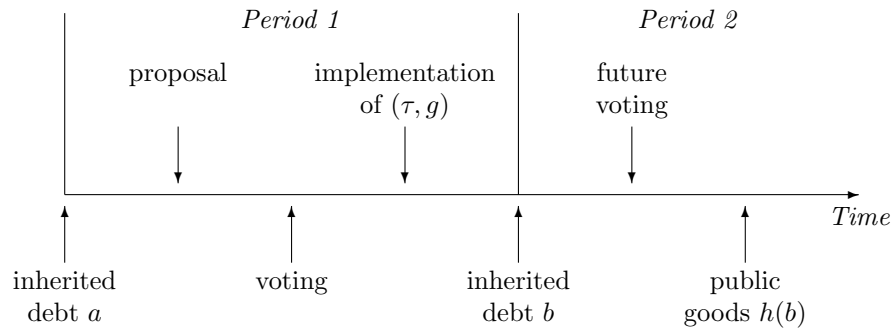 Period 1
Period 2
proposal
implementation
of (τ, g)
future
voting
Time
inherited
debt a
voting
inherited
debt b
public
goods h(b)